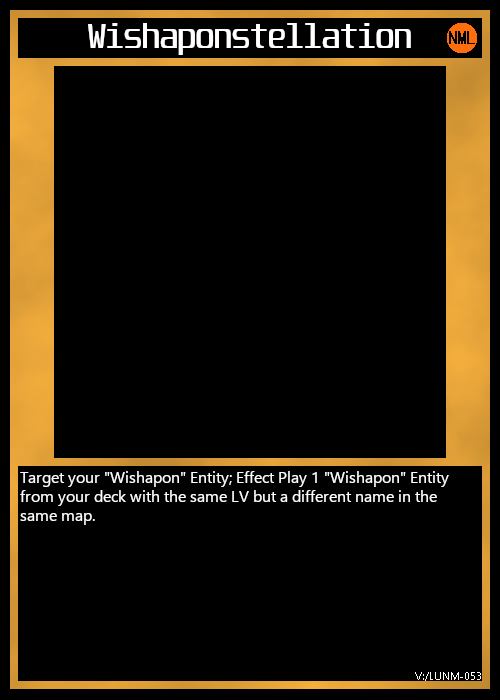 Wishaponstellation
NML
Target your "Wishapon" Entity; Effect Play 1 "Wishapon" Entity
from your deck with the same LV but a different name in the
same map.
V:/LUNM-053